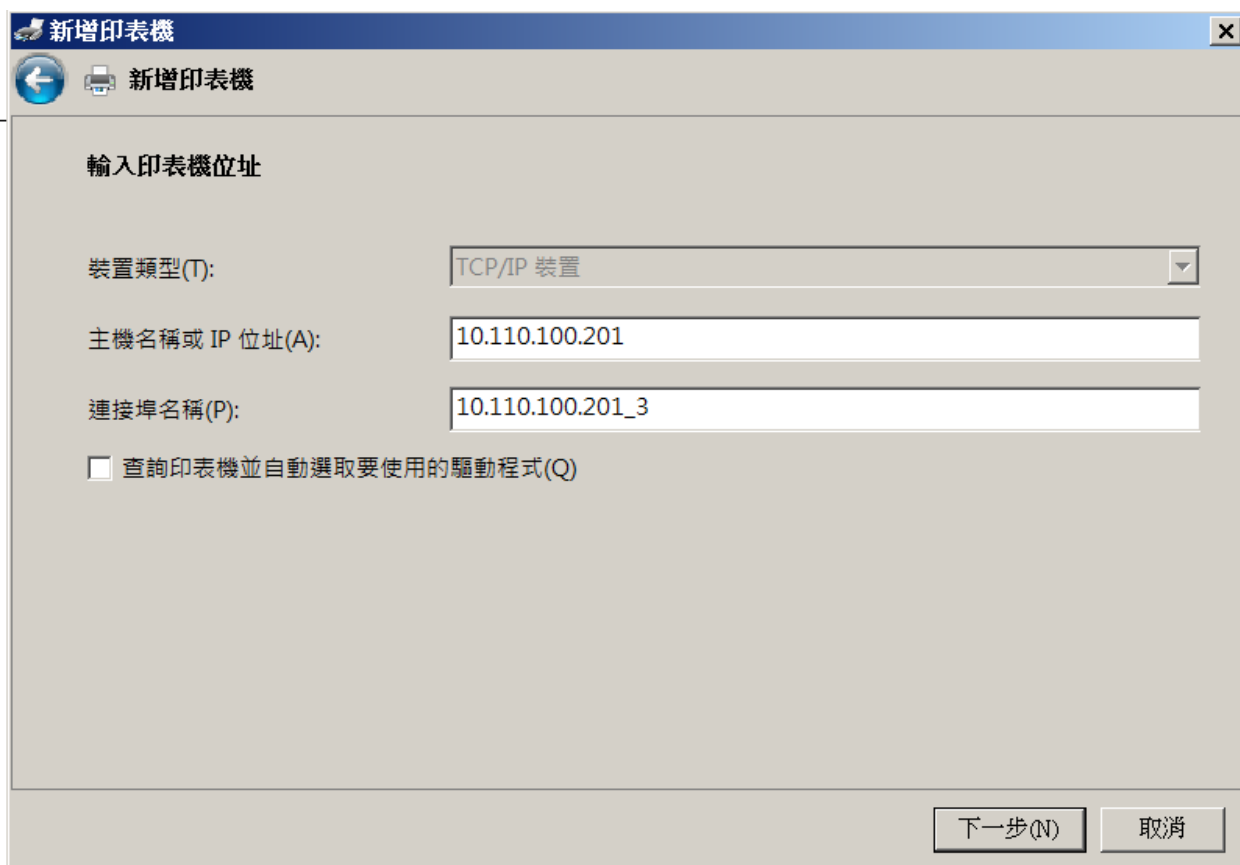 新增印表機
新增印表機
輸入印表機位址
裝置類型(T): TCP/IP 裝置
主機名稱或 IP 位址(A): 10.110.100.201
連接埠名稱(P): 10.110.100.201_3
查詢印表機並自動選取要使用的驅動程式(Q)
下一步(N) 取消